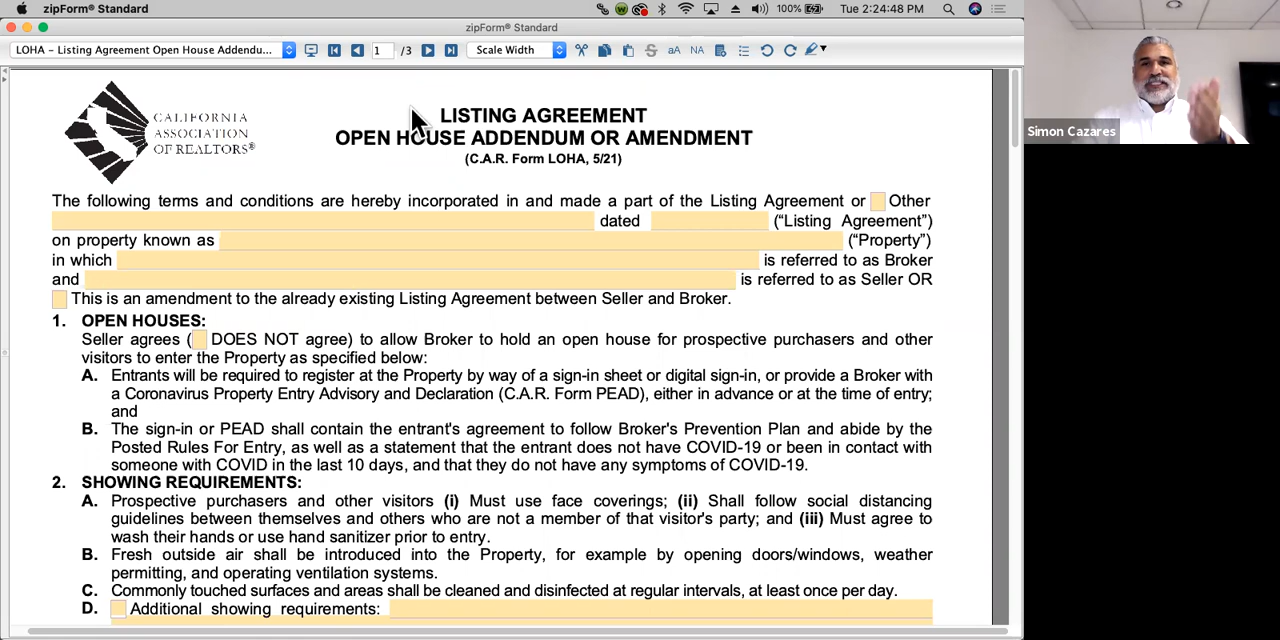 zipForm® Standard
100%
Tue 2:24:48 PM
zipForm® Standard
LOHA – Listing Agreement Open House Addendu...
1 /3
Scale Width
aA NA
Simon Cazares
CALIFORNIA
ASSOCIATION
OF REALTORS®
LISTING AGREEMENT
OPEN HOUSE ADDENDUM OR AMENDMENT
(C.A.R. Form LOHA, 5/21)
The following terms and conditions are hereby incorporated in and made a part of the Listing Agreement or Other
dated ("Listing Agreement")
on property known as ("Property")
in which is referred to as Broker
and is referred to as Seller OR
This is an amendment to the already existing Listing Agreement between Seller and Broker.
1. OPEN HOUSES:
Seller agrees ( DOES NOT agree) to allow Broker to hold an open house for prospective purchasers and other
visitors to enter the Property as specified below:
A. Entrants will be required to register at the Property by way of a sign-in sheet or digital sign-in, or provide a Broker with
a Coronavirus Property Entry Advisory and Declaration (C.A.R. Form PEAD), either in advance or at the time of entry;
and
B. The sign-in or PEAD shall contain the entrant's agreement to follow Broker's Prevention Plan and abide by the
Posted Rules For Entry, as well as a statement that the entrant does not have COVID-19 or been in contact with
someone with COVID in the last 10 days, and that they do not have any symptoms of COVID-19.
2. SHOWING REQUIREMENTS:
A. Prospective purchasers and other visitors (i) Must use face coverings; (ii) Shall follow social distancing
guidelines between themselves and others who are not a member of that visitor's party; and (iii) Must agree to
wash their hands or use hand sanitizer prior to entry.
B. Fresh outside air shall be introduced into the Property, for example by opening doors/windows, weather
permitting, and operating ventilation systems.
C. Commonly touched surfaces and areas shall be cleaned and disinfected at regular intervals, at least once per day.
D. Additional showing requirements: